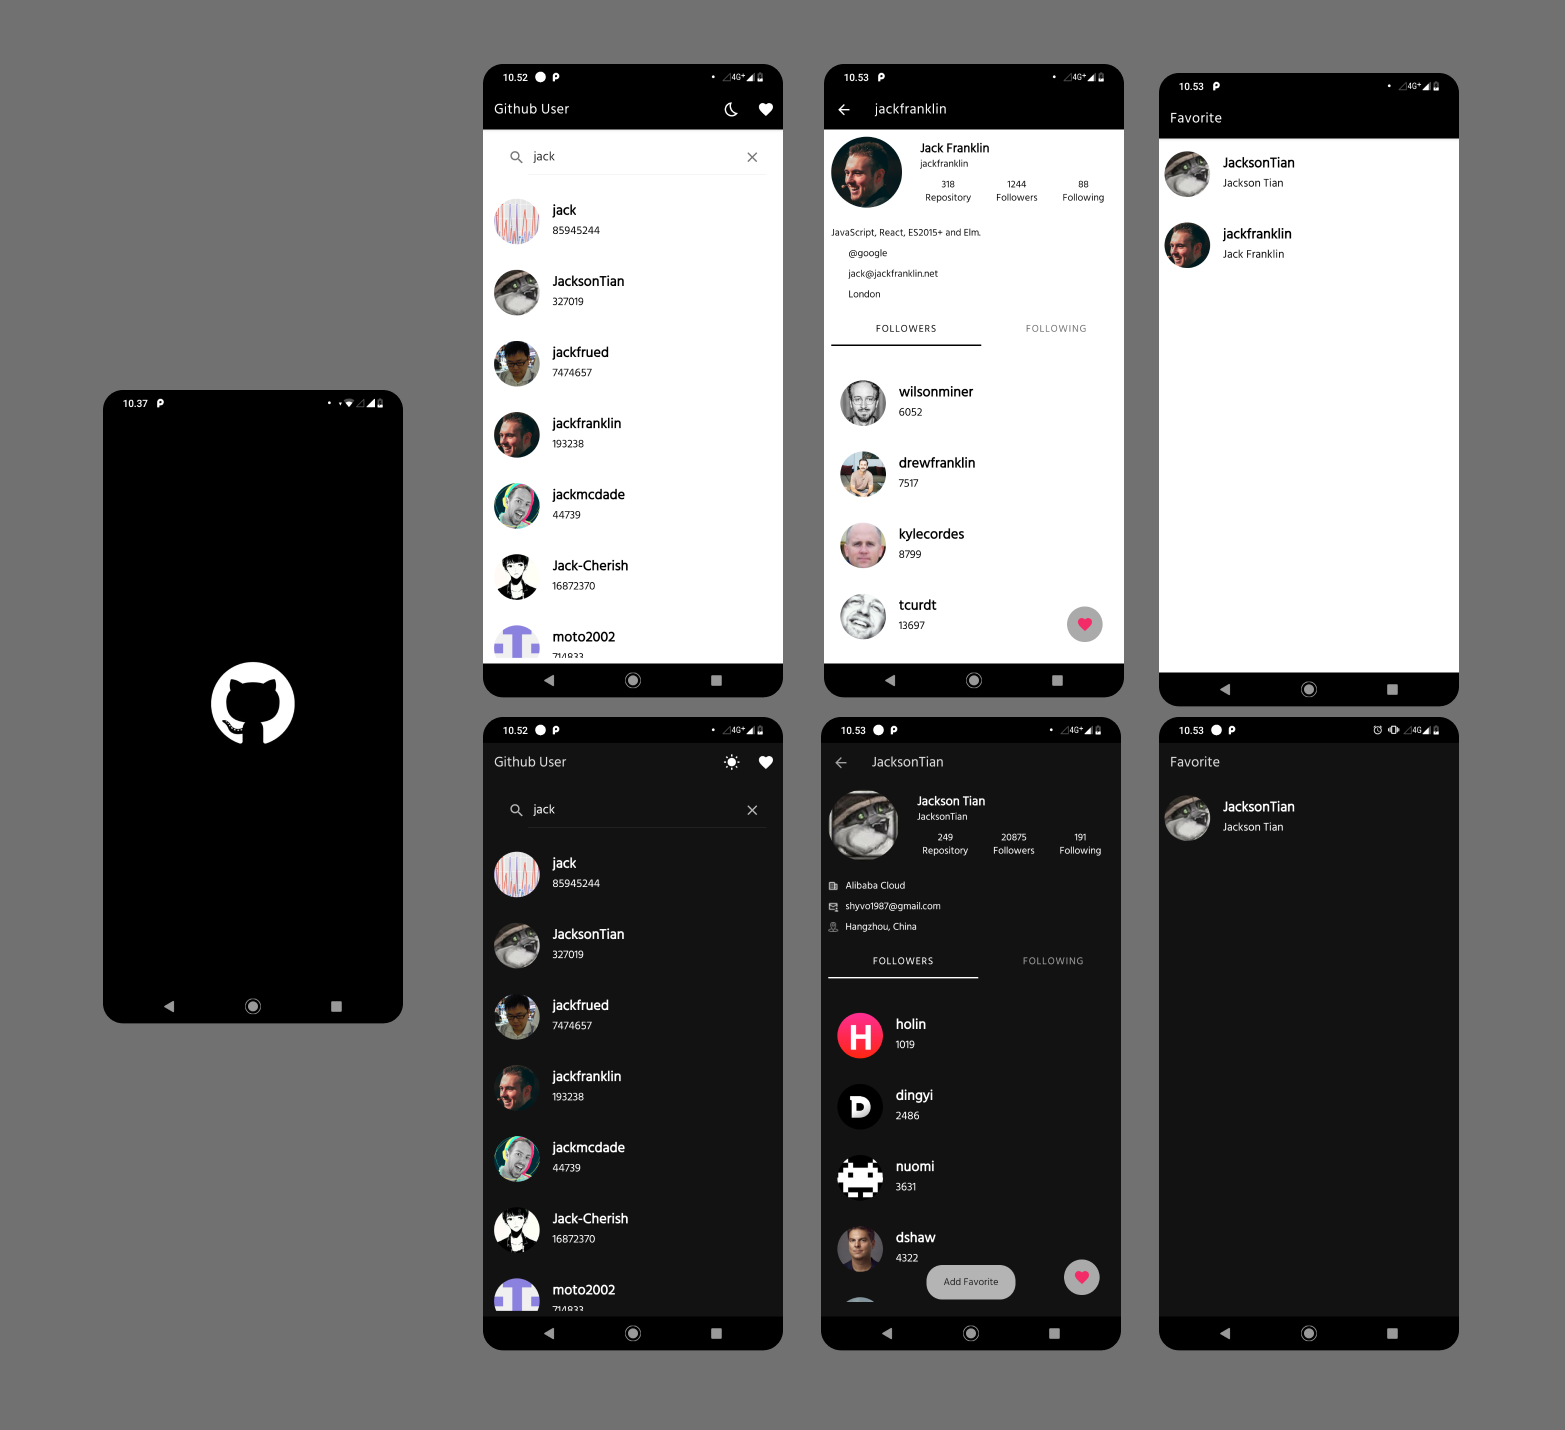 10.37
10.52
4G+
Github User
jack
jack
85945244
JacksonTian
327019
jackfrued
7474657
jackfranklin
193238
jackmcdade
44739
Jack-Cherish
16872370
moto2002
714833
10.53
4G+
jackfranklin
Jack Franklin
jackfranklin
318 1244 88
Repository Followers Following
JavaScript, React, ES2015+ and Elm.
@google
jack@jackfranklin.net
London
FOLLOWERS FOLLOWING
wilsonminer
6052
drewfranklin
7517
kylecordes
8799
tcurdt
13697
10.53
4G+
Favorite
JacksonTian
Jackson Tian
jackfranklin
Jack Franklin
10.52
4G+
Github User
jack
jack
85945244
JacksonTian
327019
jackfrued
7474657
jackfranklin
193238
jackmcdade
44739
Jack-Cherish
16872370
moto2002
714833
10.53
4G+
JacksonTian
Jackson Tian
JacksonTian
249 20875 191
Repository Followers Following
Alibaba Cloud
shyvo1987@gmail.com
Hangzhou, China
FOLLOWERS FOLLOWING
H
holin
1019
D
dingyi
2486
nuomi
3631
dshaw
4322
Add Favorite
10.53
4G
Favorite
JacksonTian
Jackson Tian